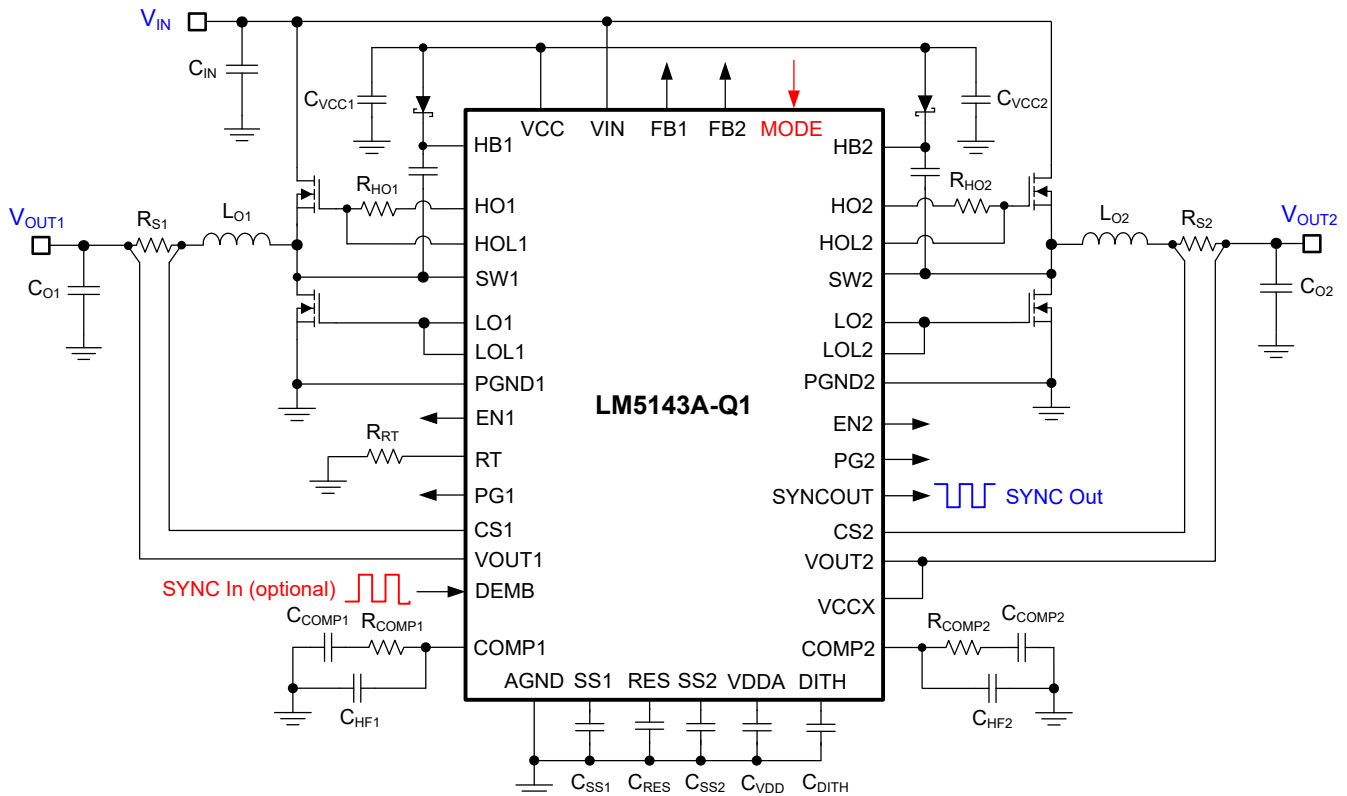 VIN
CIN
CVCC1
CVCC2
VCC VIN FB1 FB2 MODE
HB1
HB2
RHO1
RHO2
HO1
HO2
HOL1
HOL2
VOUT1
RS1
LO1
LO2
RS2
VOUT2
SW1
SW2
CO1
CO2
LO1
LO2
LOL1
LOL2
PGND1
PGND2
LM5143A-Q1
EN1
EN2
RRT
RT
PG2
PG1
SYNCOUT
SYNC Out
CS1
CS2
VOUT1
VOUT2
SYNC In (optional)
DEMB
VCCX
CCOMP1
RCOMP1
RCOMP2
CCOMP2
COMP1
COMP2
CHF1
CHF2
AGND SS1 RES SS2 VDDA DITH
CSS1 CRES CSS2 CVDD CDITH